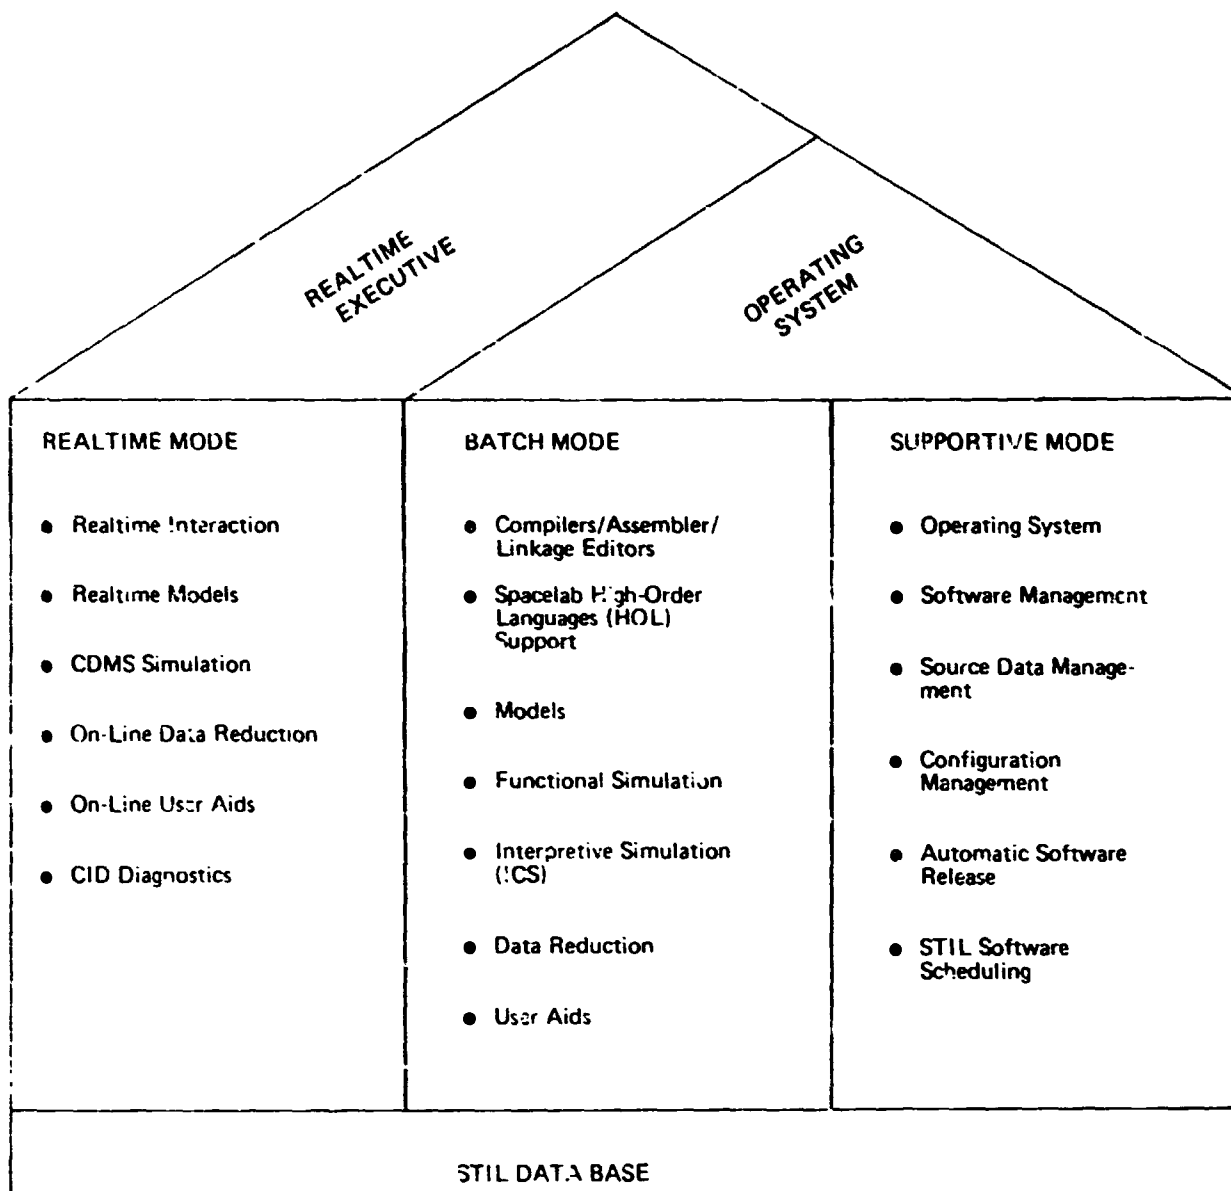 REALTIME
EXECUTIVE
OPERATING
SYSTEM
REALTIME MODE
● Realtime Interaction
● Realtime Models
● CDMS Simulation
● On-Line Data Reduction
● On-Line User Aids
● CID Diagnostics
BATCH MODE
● Compilers/Assembler/
Linkage Editors
● Spacelab High-Order
Languages (HOL)
Support
● Models
● Functional Simulation
● Interpretive Simulation
(ICS)
● Data Reduction
● User Aids
SUPPORTIVE MODE
● Operating System
● Software Management
● Source Data Manage-
ment
● Configuration
Management
● Automatic Software
Release
● STIL Software
Scheduling
STIL DATA BASE